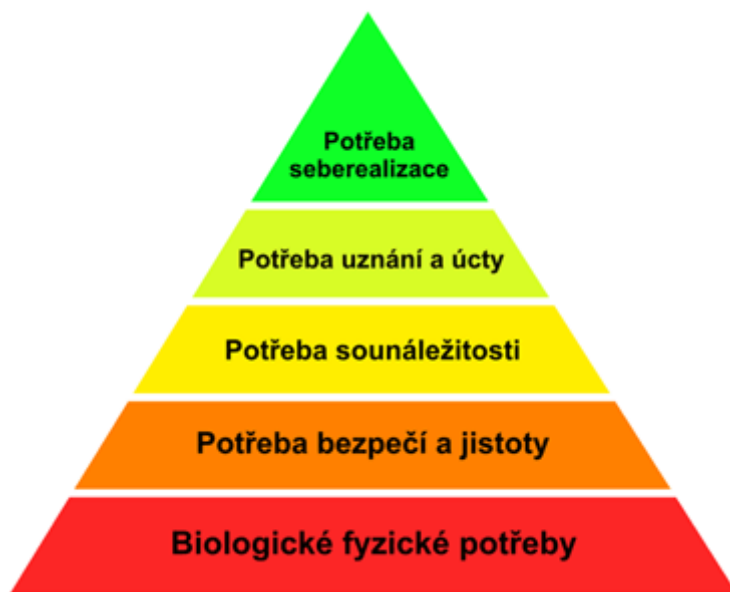 Potřeba
seberealizace
Potřeba uznání a úcty
Potřeba sounáležitosti
Potřeba bezpečí a jistoty
Biologické fyzické potřeby